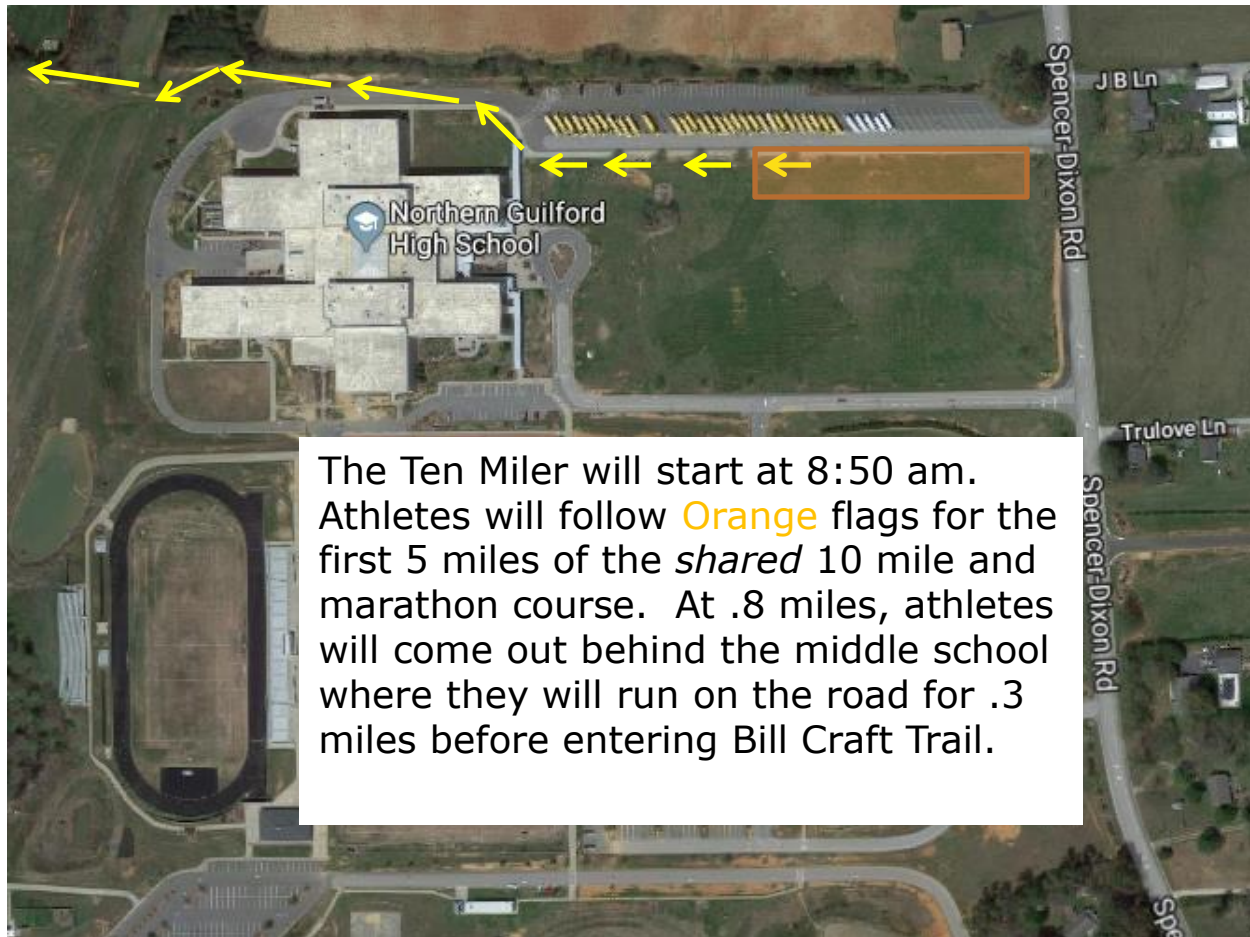 Spencer-Dixon Rd
J B Ln
Northern Guilford
High School
Trulove Ln
The Ten Miler will start at 8:50 am.
Athletes will follow Orange flags for the
first 5 miles of the shared 10 mile and
marathon course.  At .8 miles, athletes
will come out behind the middle school
where they will run on the road for .3
miles before entering Bill Craft Trail.
Spencer-Dixon Rd
Spe